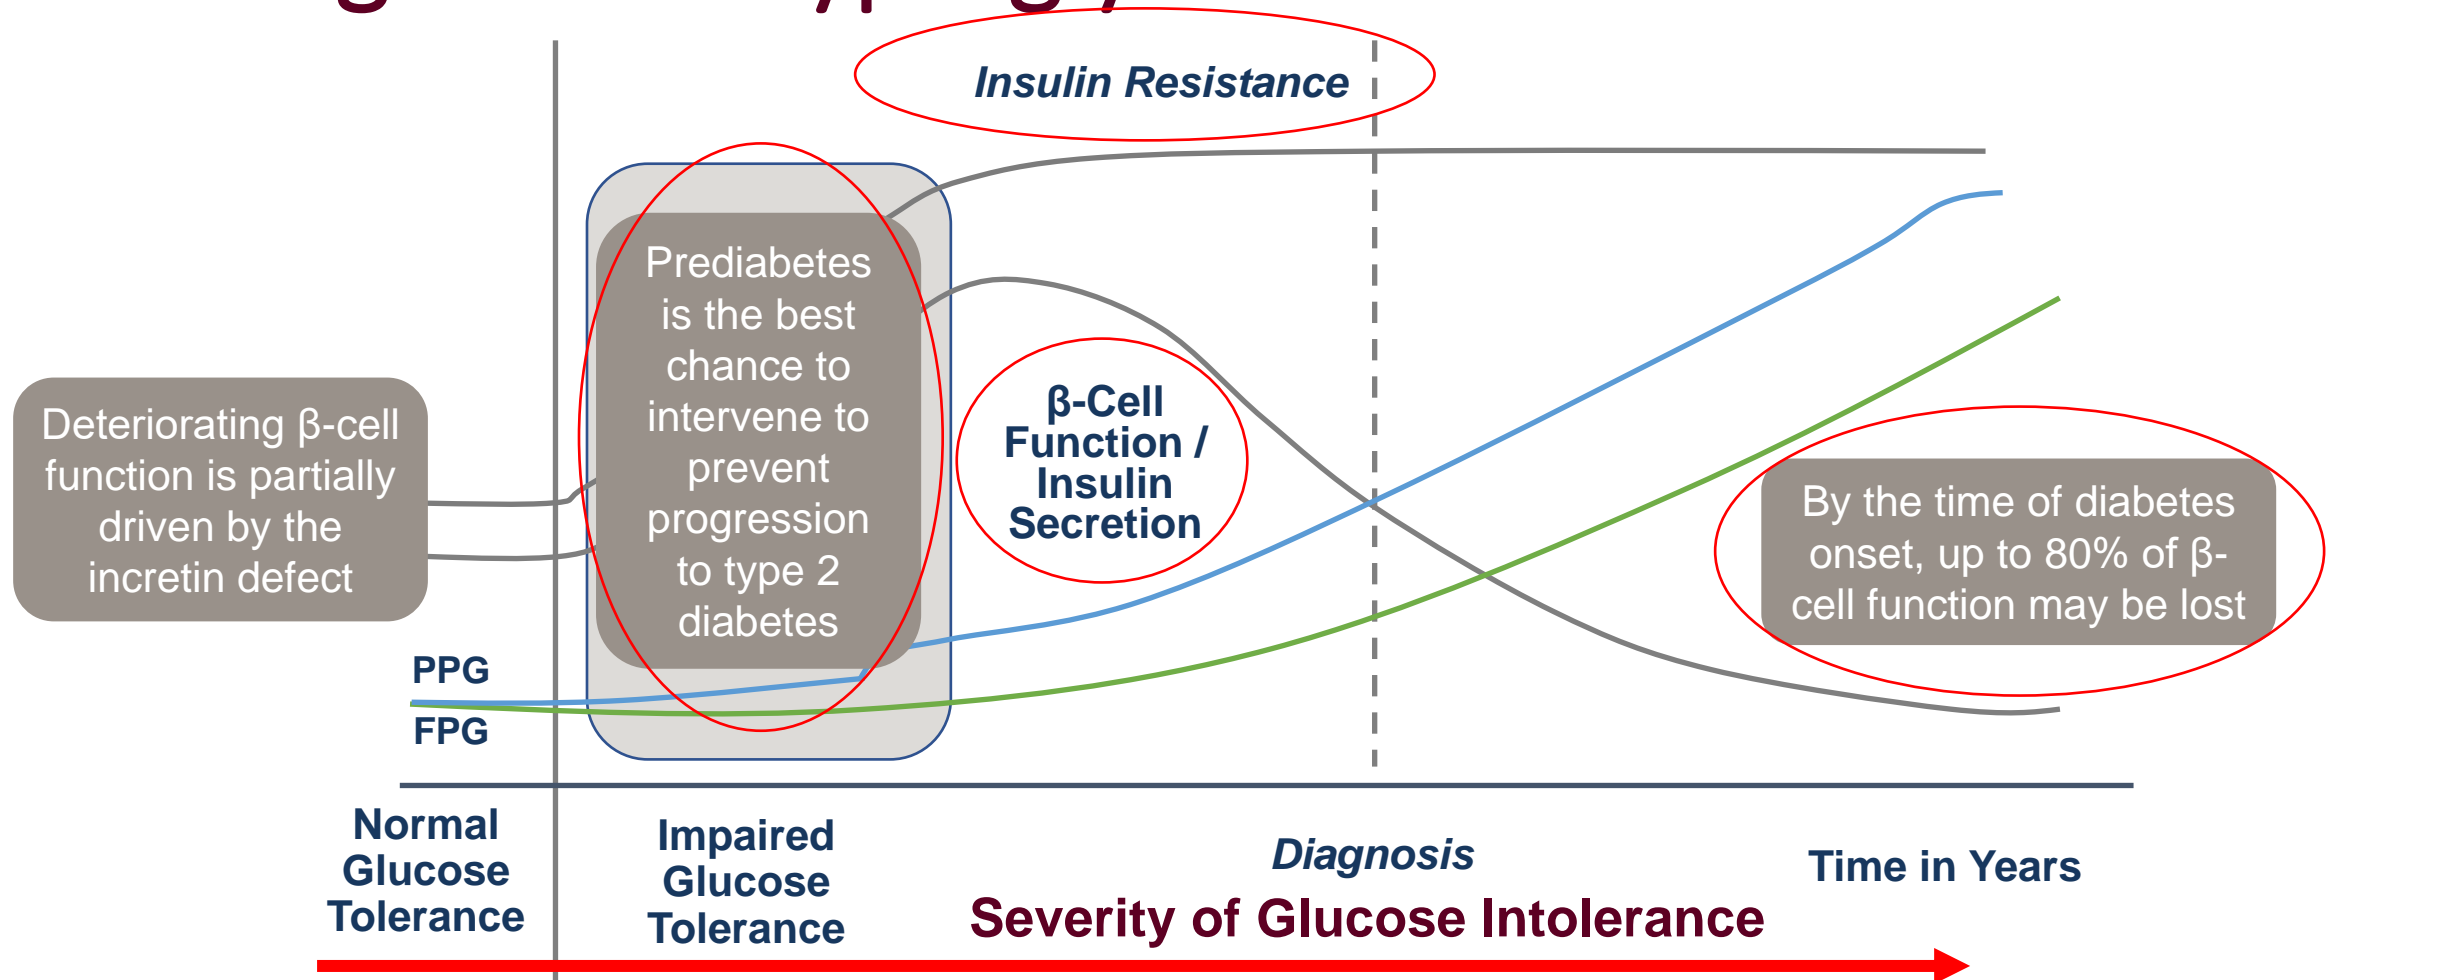 Insulin Resistance
Prediabetes
is the best
chance to
intervene to
prevent
progression
to type 2
diabetes
Deteriorating β-cell
function is partially
driven by the
incretin defect
β-Cell
Function /
Insulin
Secretion
By the time of diabetes
onset, up to 80% of β-
cell function may be lost
PPG
FPG
Normal
Glucose
Tolerance
Impaired
Glucose
Tolerance
Diagnosis
Time in Years
Severity of Glucose Intolerance